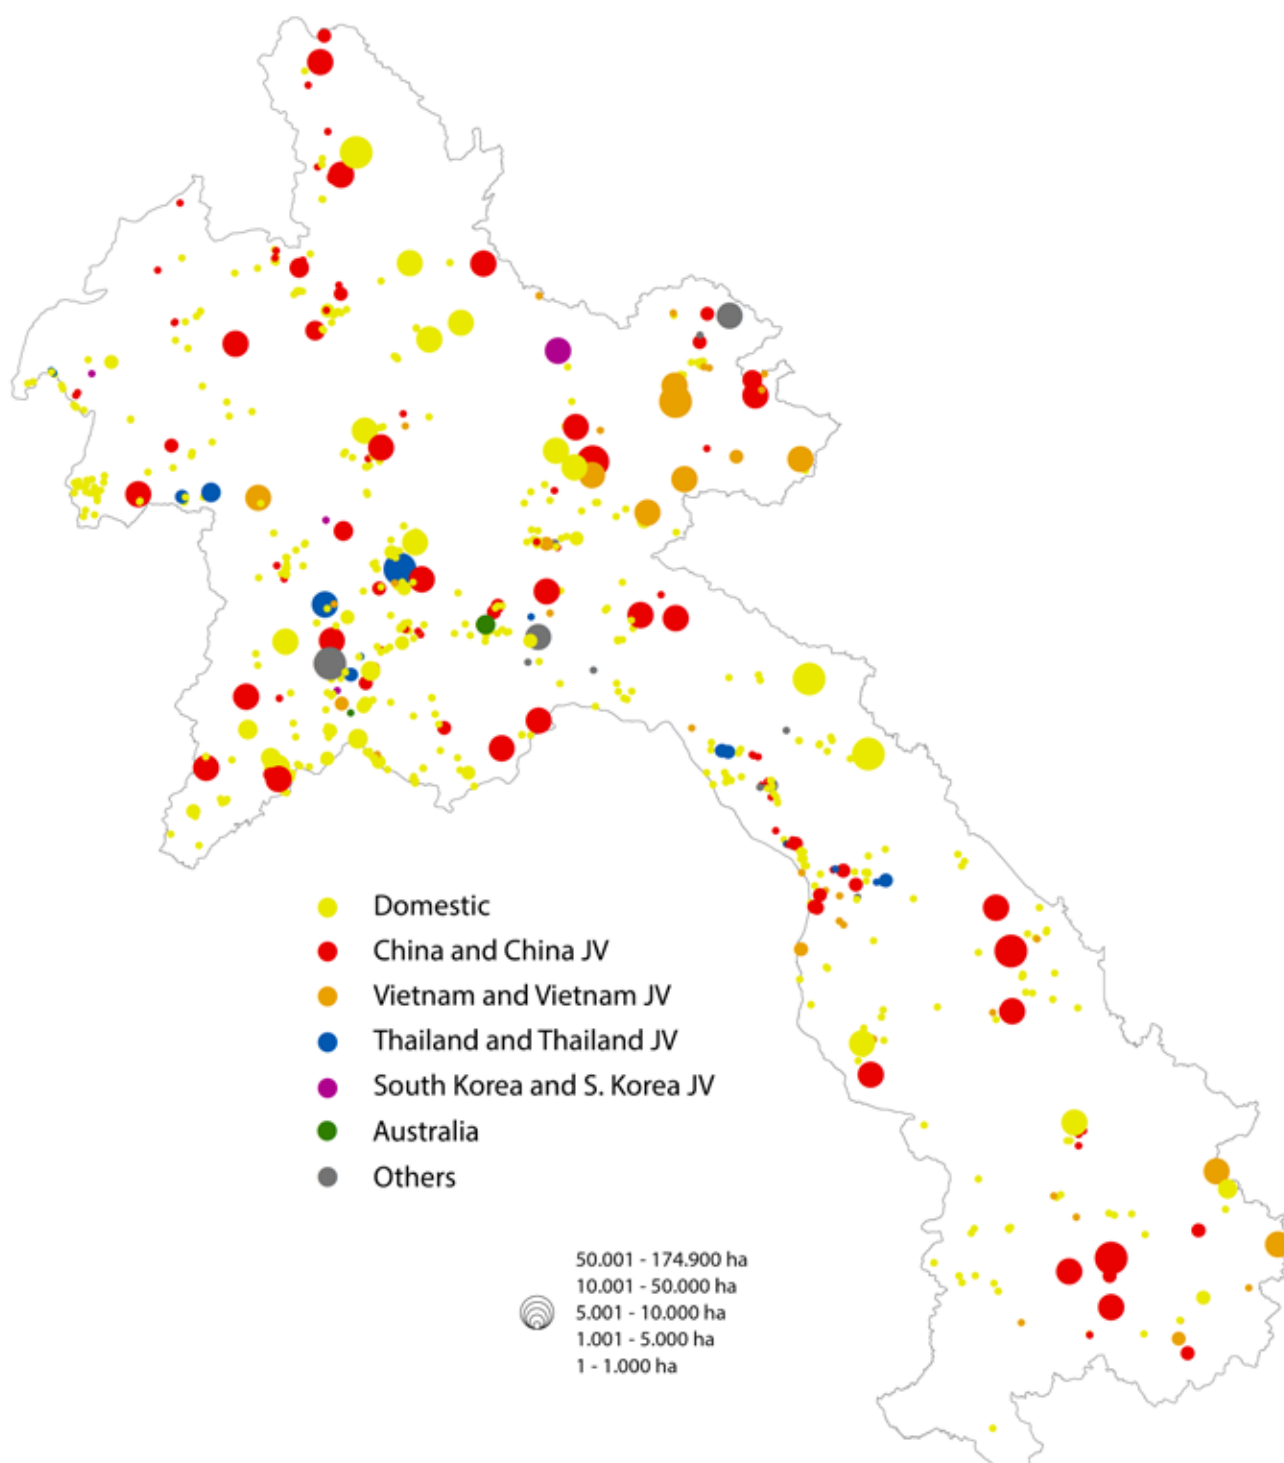 Domestic
China and China JV
Vietnam and Vietnam JV
Thailand and Thailand JV
South Korea and S. Korea JV
Australia
Others
50.001 - 174.900 ha
10.001 - 50.000 ha
5.001 - 10.000 ha
1.001 - 5.000 ha
1 - 1.000 ha